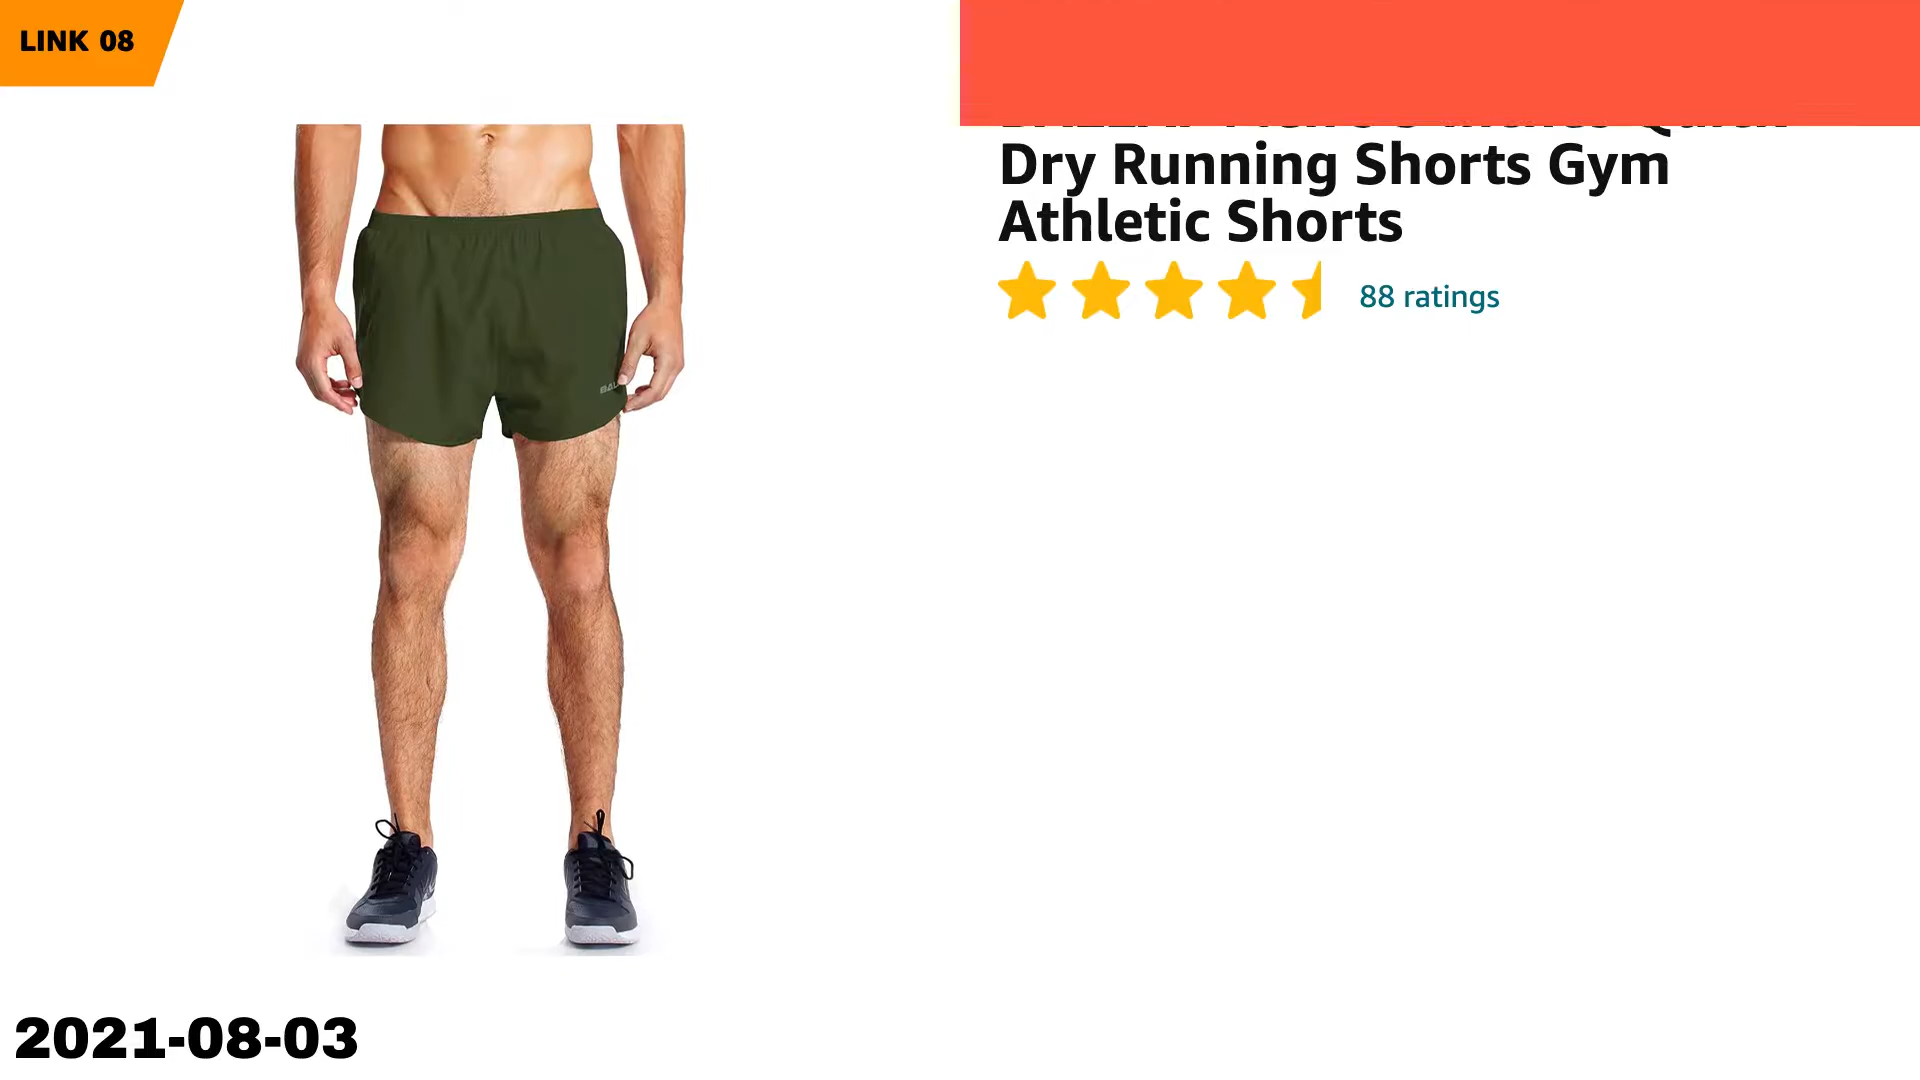 LINK 08
Dry Running Shorts Gym
Athletic Shorts
88 ratings
2021-08-03